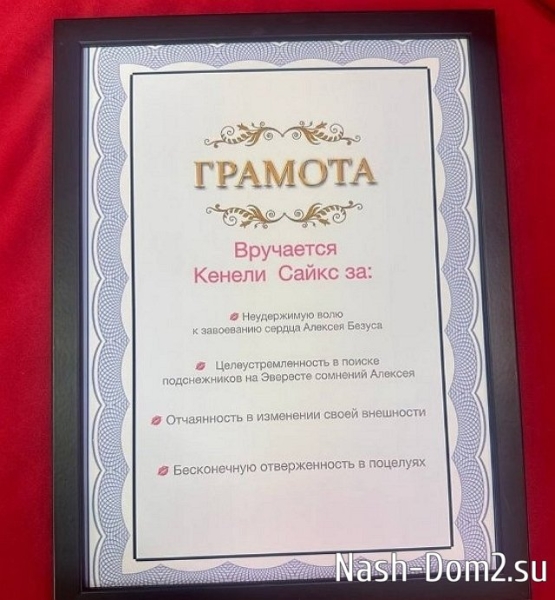 ГРАМОТА
Вручается
Кенели Сайкс за:
Неудержимую волю
к завоеванию сердца Алексея Безуса
Целеустремленность в поиске
подснежников на Эвересте сомнений Алексея
Отчаянность в изменении своей внешности
Бесконечную отверженность в поцелуях
Nash-Dom2.su